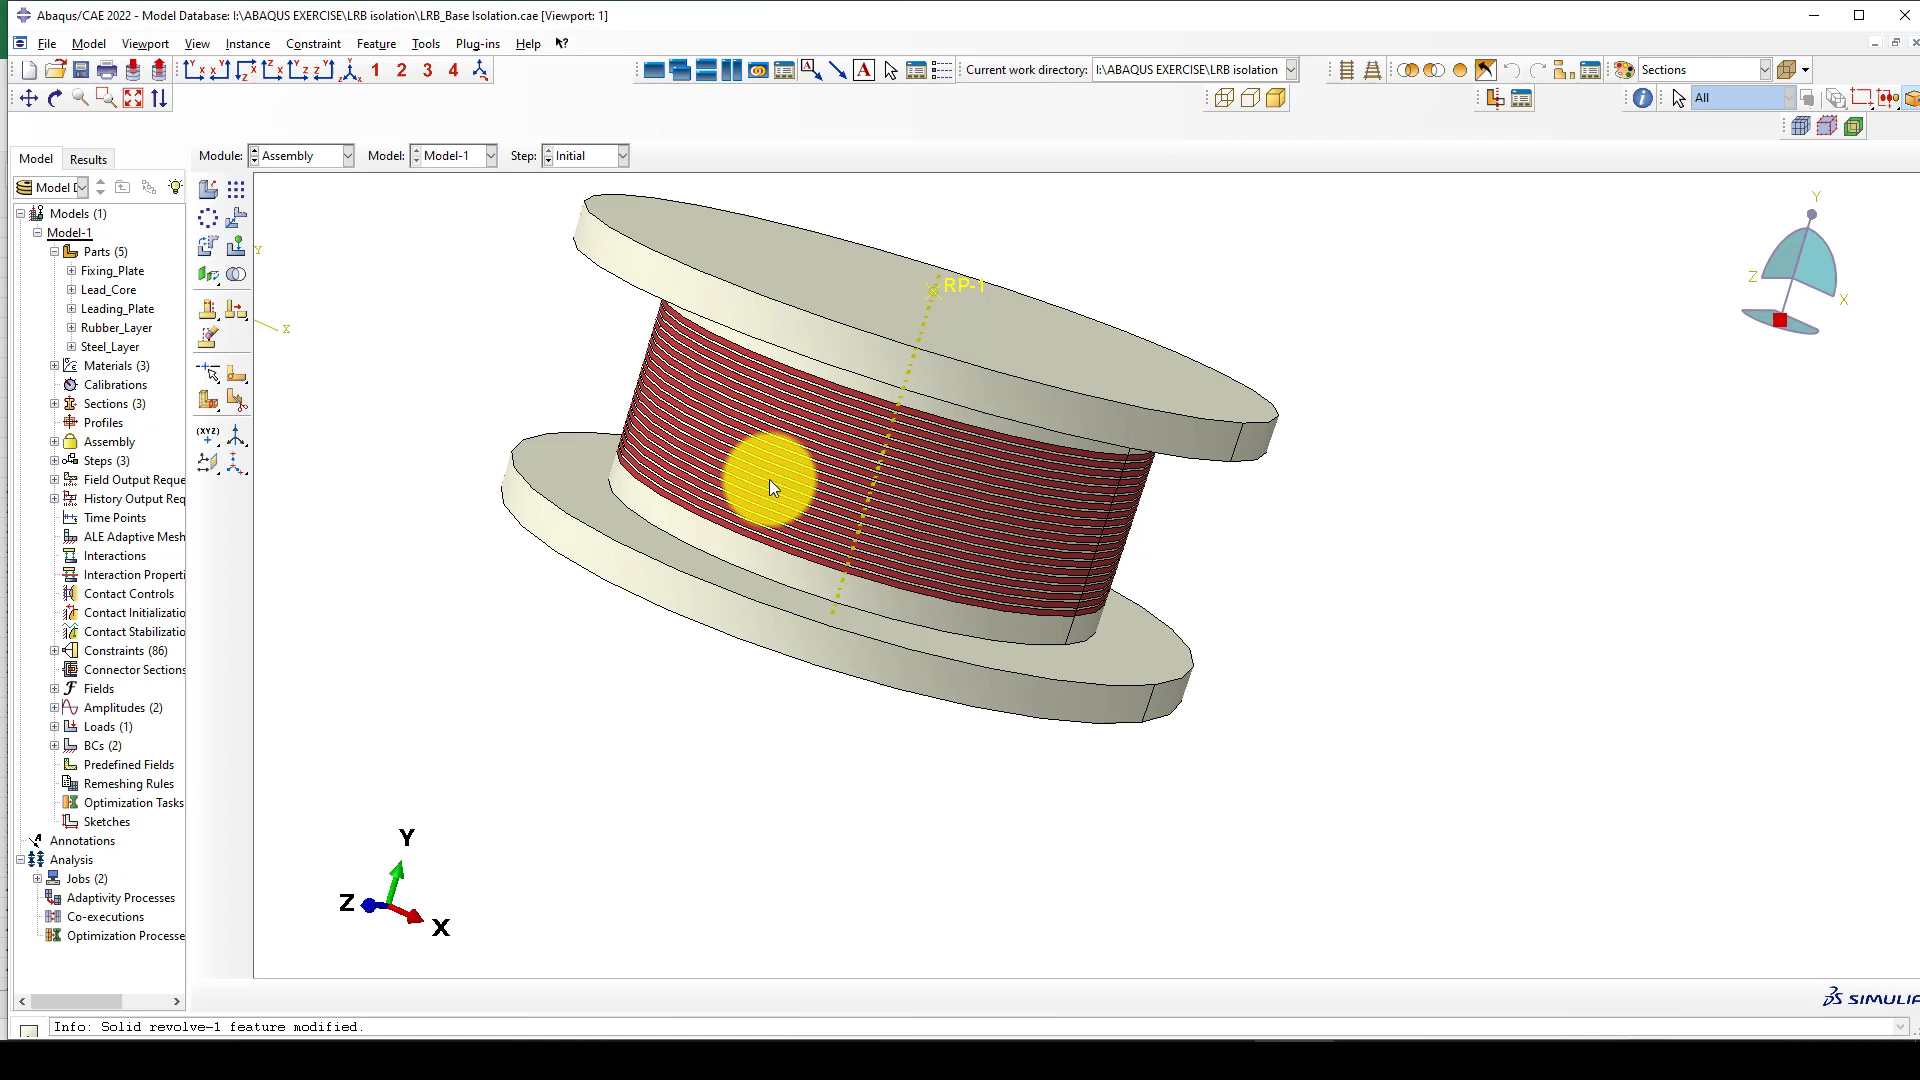 Abaqus/CAE 2022 - Model Database: I:\ABAQUS EXERCISE\LRB isolation\LRB_Base Isolation.cae [Viewport: 1]
File Model Viewport View Instance Constraint Feature Tools Plug-ins Help
1 2 3 4
A
Current work directory: I:\ABAQUS EXERCISE\LRB isolation
Sections
All
Model Results
Module: Assembly Model: Model-1 Step: Initial
Model D
Models (1)
Model-1
Parts (5)
Fixing_Plate
Lead_Core
Leading_Plate
Rubber_Layer
Steel_Layer
Materials (3)
Calibrations
Sections (3)
Profiles
Assembly
Steps (3)
Field Output Reque
History Output Req
Time Points
ALE Adaptive Mesh
Interactions
Interaction Properti
Contact Controls
Contact Initializatio
Contact Stabilizatio
Constraints (86)
Connector Sections
Fields
Amplitudes (2)
Loads (1)
BCs (2)
Predefined Fields
Remeshing Rules
Optimization Tasks
Sketches
Annotations
Analysis
Jobs (2)
Adaptivity Processes
Co-executions
Optimization Processe
(XYZ)
Y
X
RP-1
Y
Z
X
Y
Z
X
SIMULIA
Info: Solid revolve-1 feature modified.